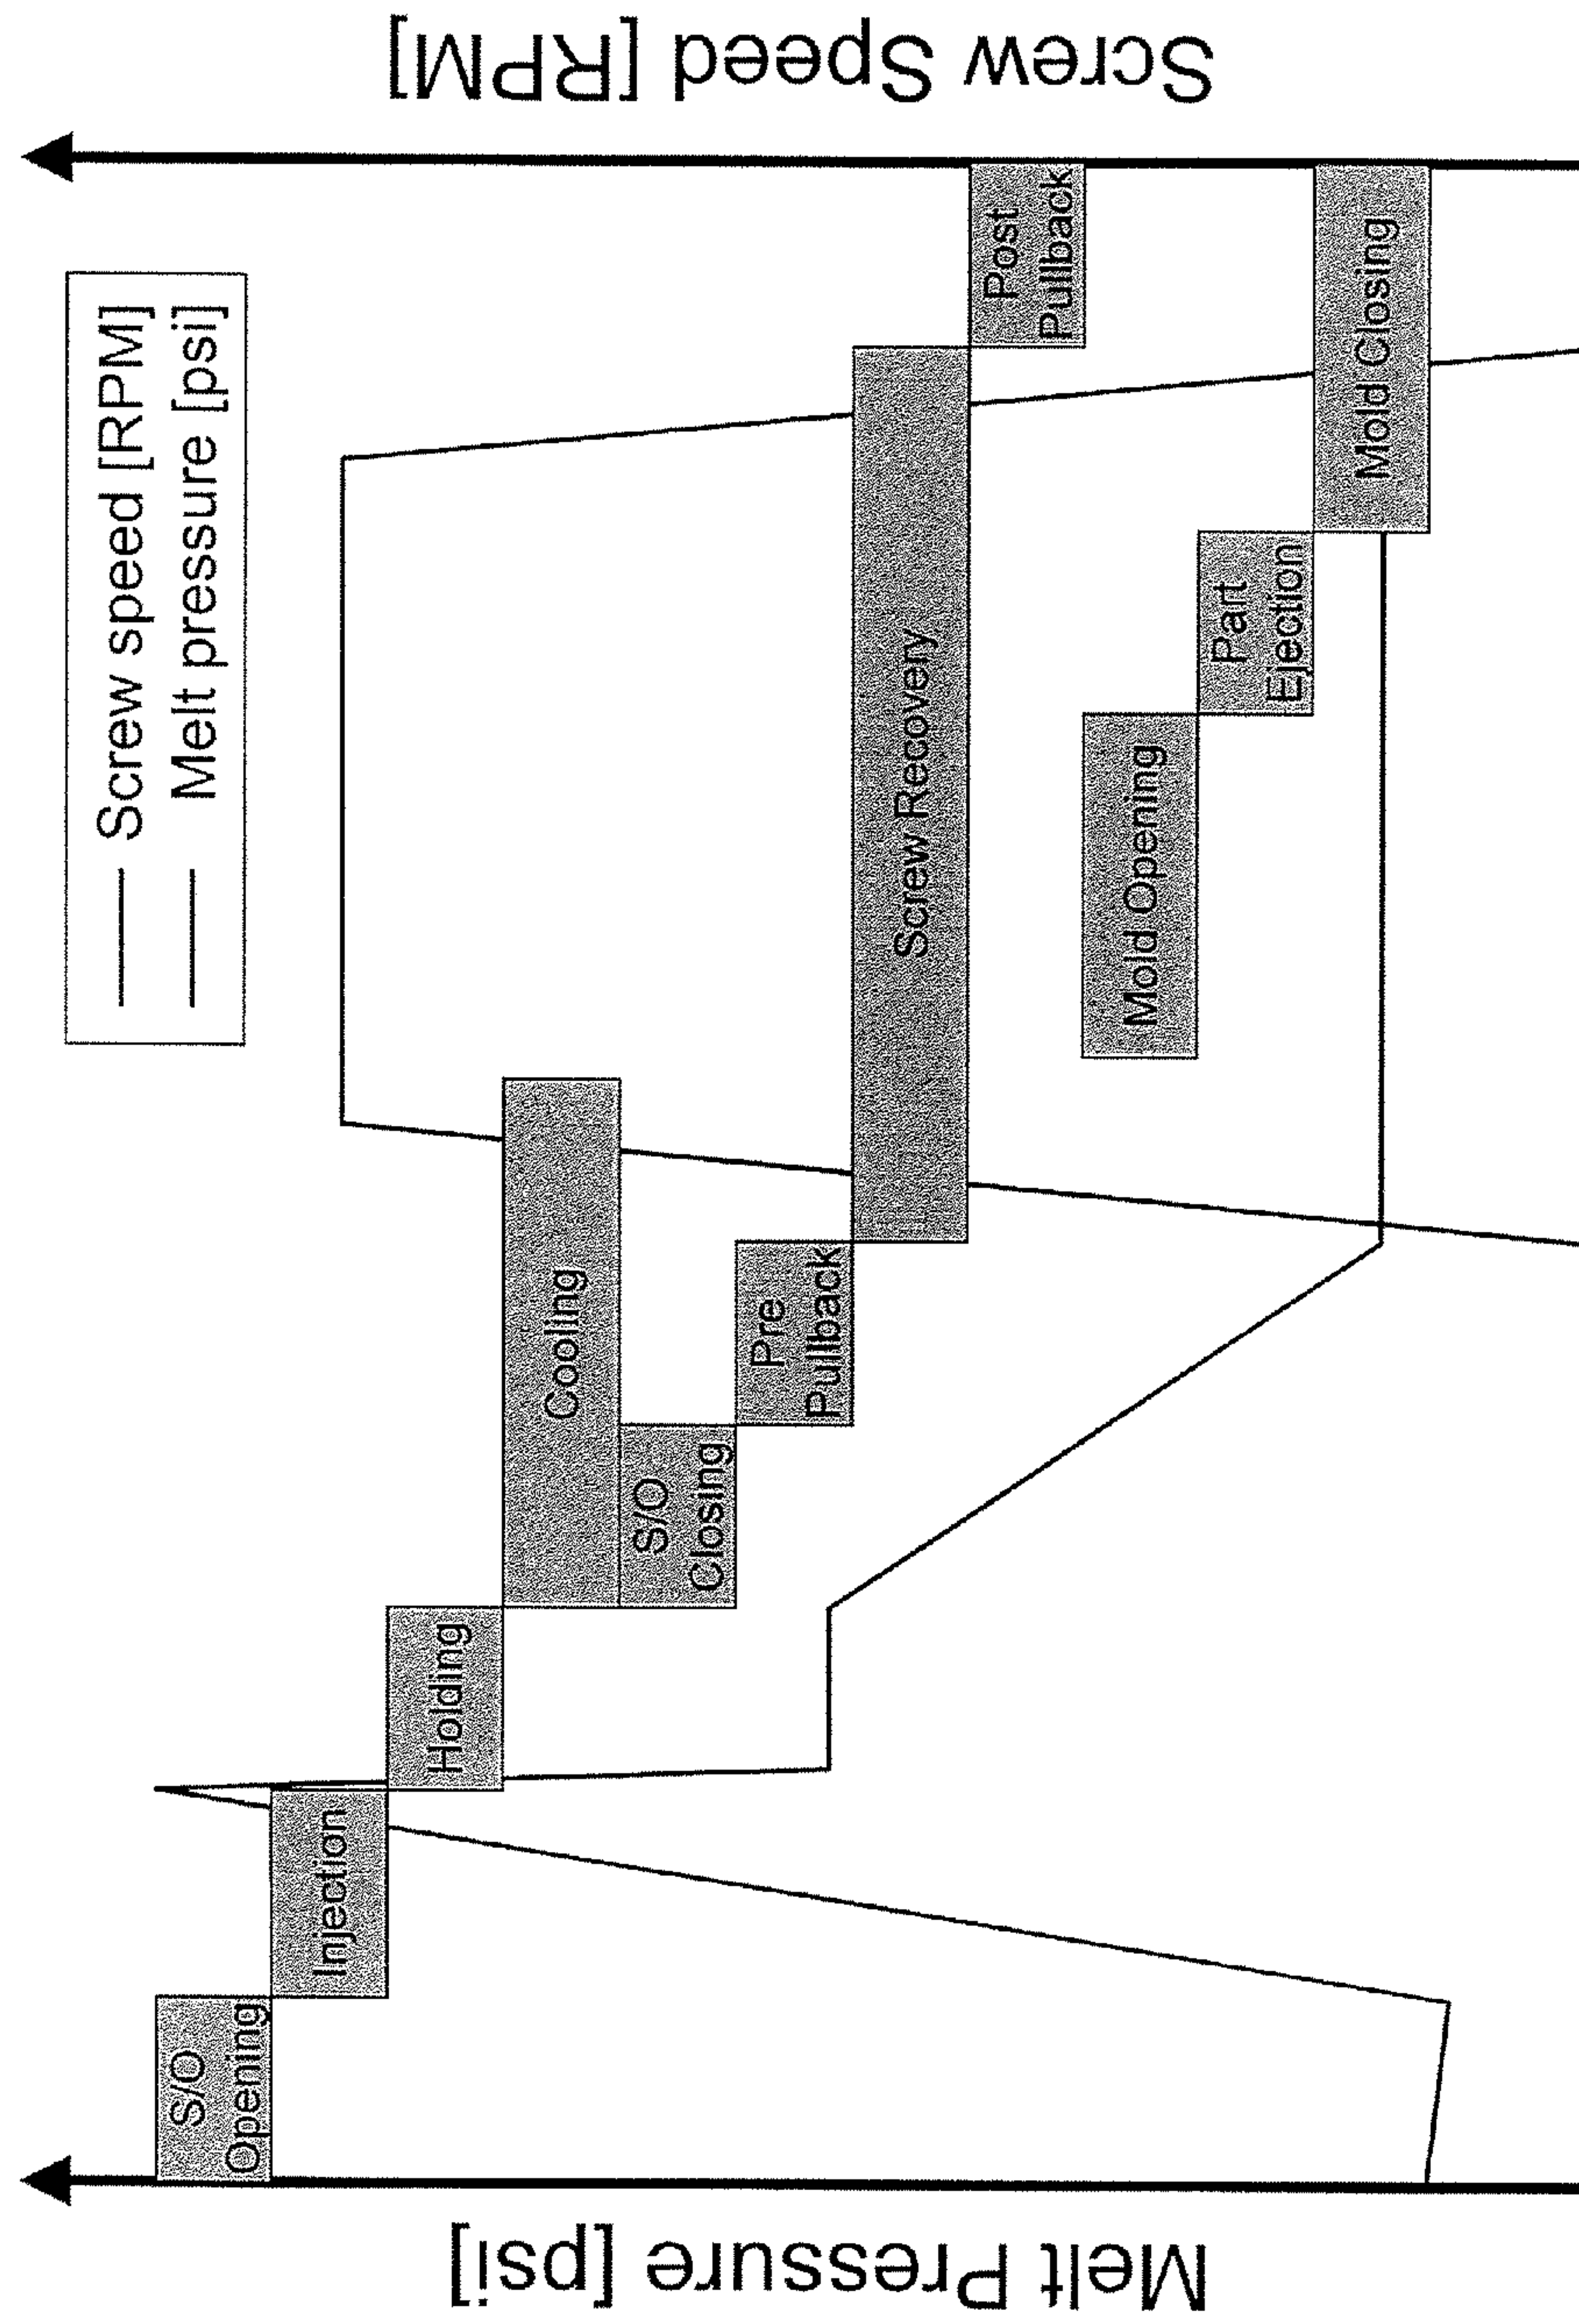 Screw speed [RPM]
Melt pressure [psi]
Melt Pressure [psi]
Screw Speed [RPM]
S/O
Opening
Injection
Holding
Cooling
S/O
Closing
Pre
Pullback
Screw Recovery
Post
Pullback
Mold Opening
Part
Ejection
Mold Closing